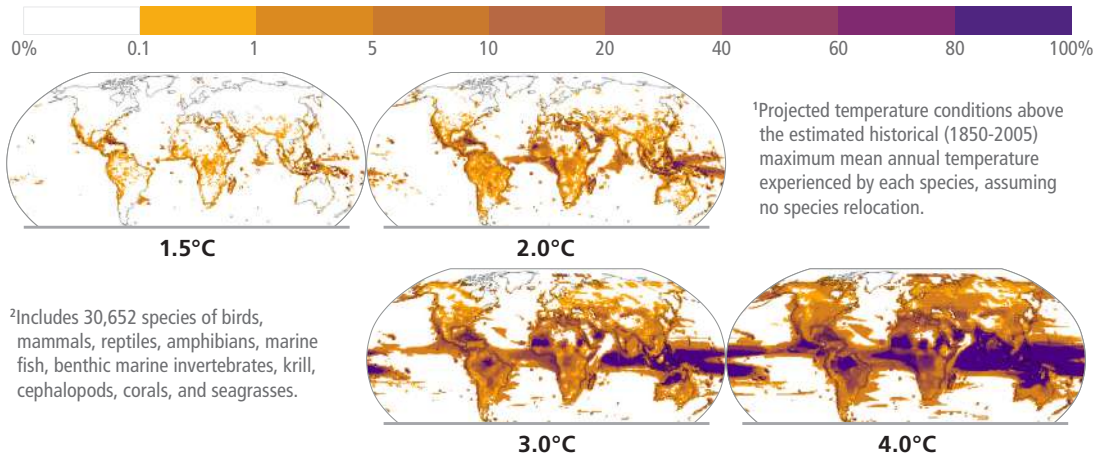 0% 0.1 1 5 10 20 40 60 80 100%
¹Projected temperature conditions above
the estimated historical (1850-2005)
maximum mean annual temperature
experienced by each species, assuming
no species relocation.
1.5°C 2.0°C
²Includes 30,652 species of birds,
mammals, reptiles, amphibians, marine
fish, benthic marine invertebrates, krill,
cephalopods, corals, and seagrasses.
3.0°C 4.0°C